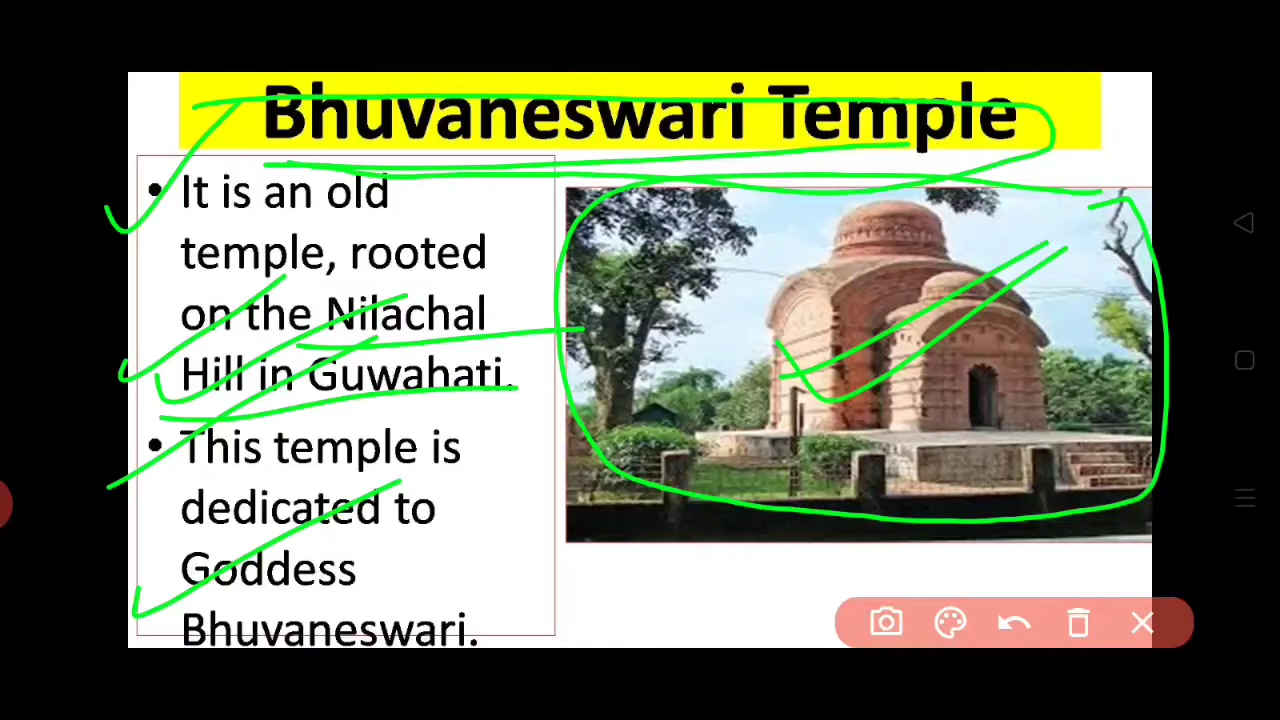 Bhuvaneswari Temple
• It is an old
temple, rooted
on the Nilachal
Hill in Guwahati.
• This temple is
dedicated to
Goddess
Bhuvaneswari.